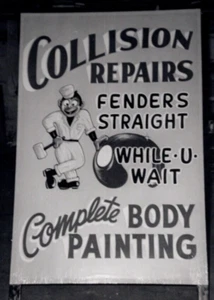 COLLISION
REPAIRS
FENDERS
STRAIGHT
WHILE-U-
WAIT
Complete BODY
PAINTING